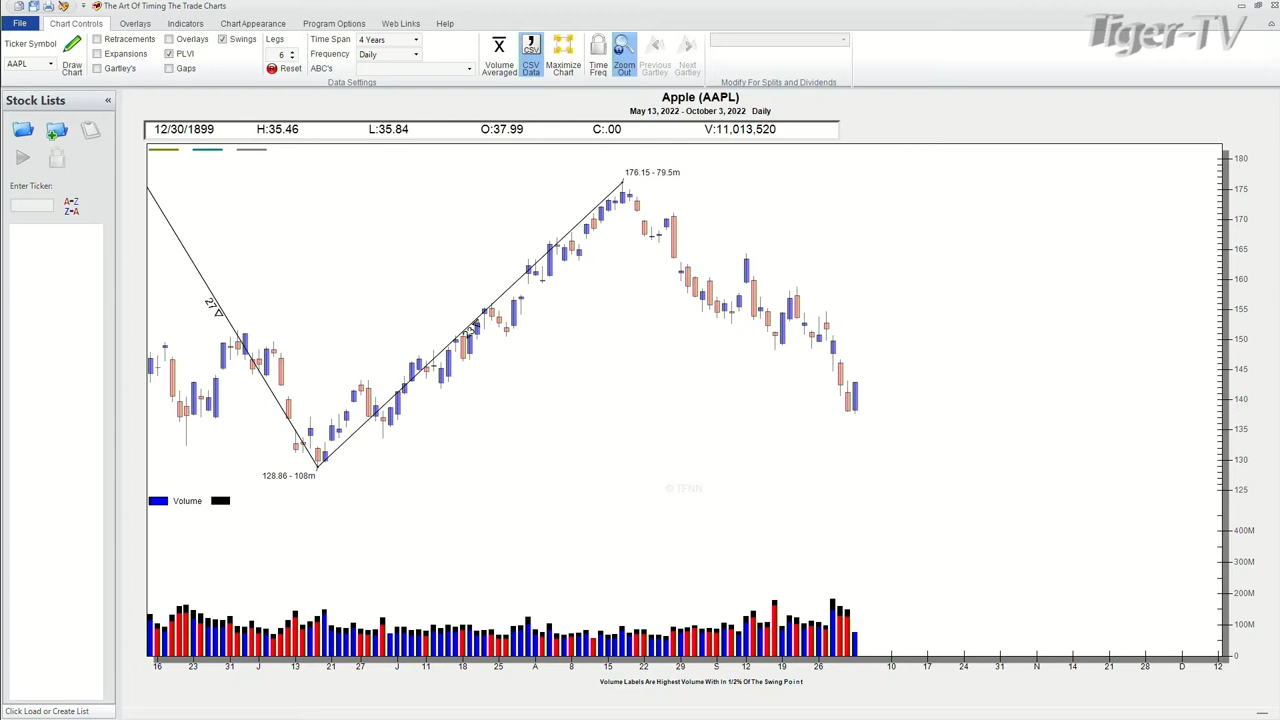 The Art Of Timing The Trade Charts
File Chart Controls Overlays Indicators Chart Appearance Program Options Web Links Help
Tiger-TV
Ticker Symbol
AAPL
Draw Chart
Retracements Overlays Swings
Expansions PLVI
Gartley's Gaps
Legs
6
Reset
Time Span 4 Years
Frequency Daily
ABC's
Data Settings
Volume Averaged
CSV Data
Maximize Chart
Time Freq
Zoom Out
Previous Gartley
Next Gartley
Modify For Splits and Dividends
Stock Lists «
Enter Ticker:
A-Z
Z-A
Apple (AAPL)
May 13, 2022 - October 3, 2022 Daily
12/30/1899 H:35.46 L:35.84 O:37.99 C:.00 V:11,013,520
176.15 - 79.5m
128.86 - 108m
180
175
170
165
160
155
150
145
140
135
130
125
© TFNN
Volume
400M
300M
200M
100M
0
16 23 31 J 13 21 27 J 11 18 25 A 8 15 22 29 S 12 19 26 10 17 24 31 N 14 21 28 D 12
Volume Labels Are Highest Volume With In 1/2% Of The Swing Point
Click Load or Create List